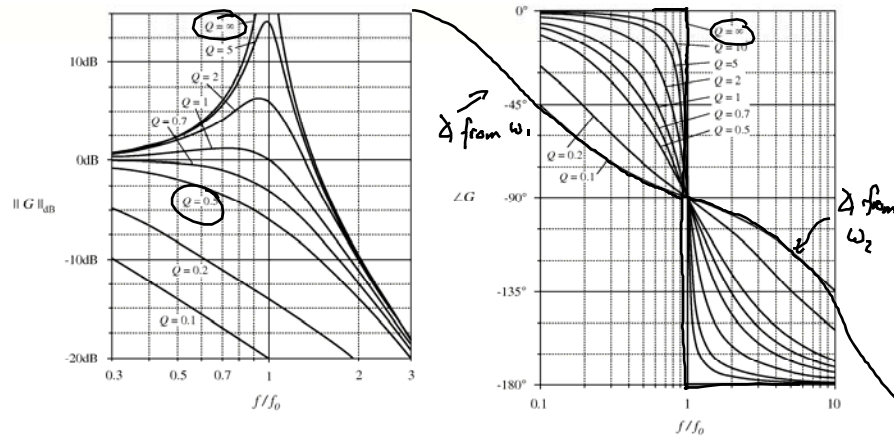 10dB
0dB
-10dB
-20dB
|| G ||dB
Q = ∞
Q = 5
Q = 2
Q = 1
Q = 0.7
Q = 0.5
Q = 0.2
Q = 0.1
0.3
0.5
0.7
1
2
3
f / f0
∡ from ω1
0°
-45°
-90°
-135°
-180°
∠G
Q = ∞
Q = 10
Q = 5
Q = 2
Q = 1
Q = 0.7
Q = 0.5
Q = 0.2
Q = 0.1
0.1
1
10
f / f0
∡ from
ω2